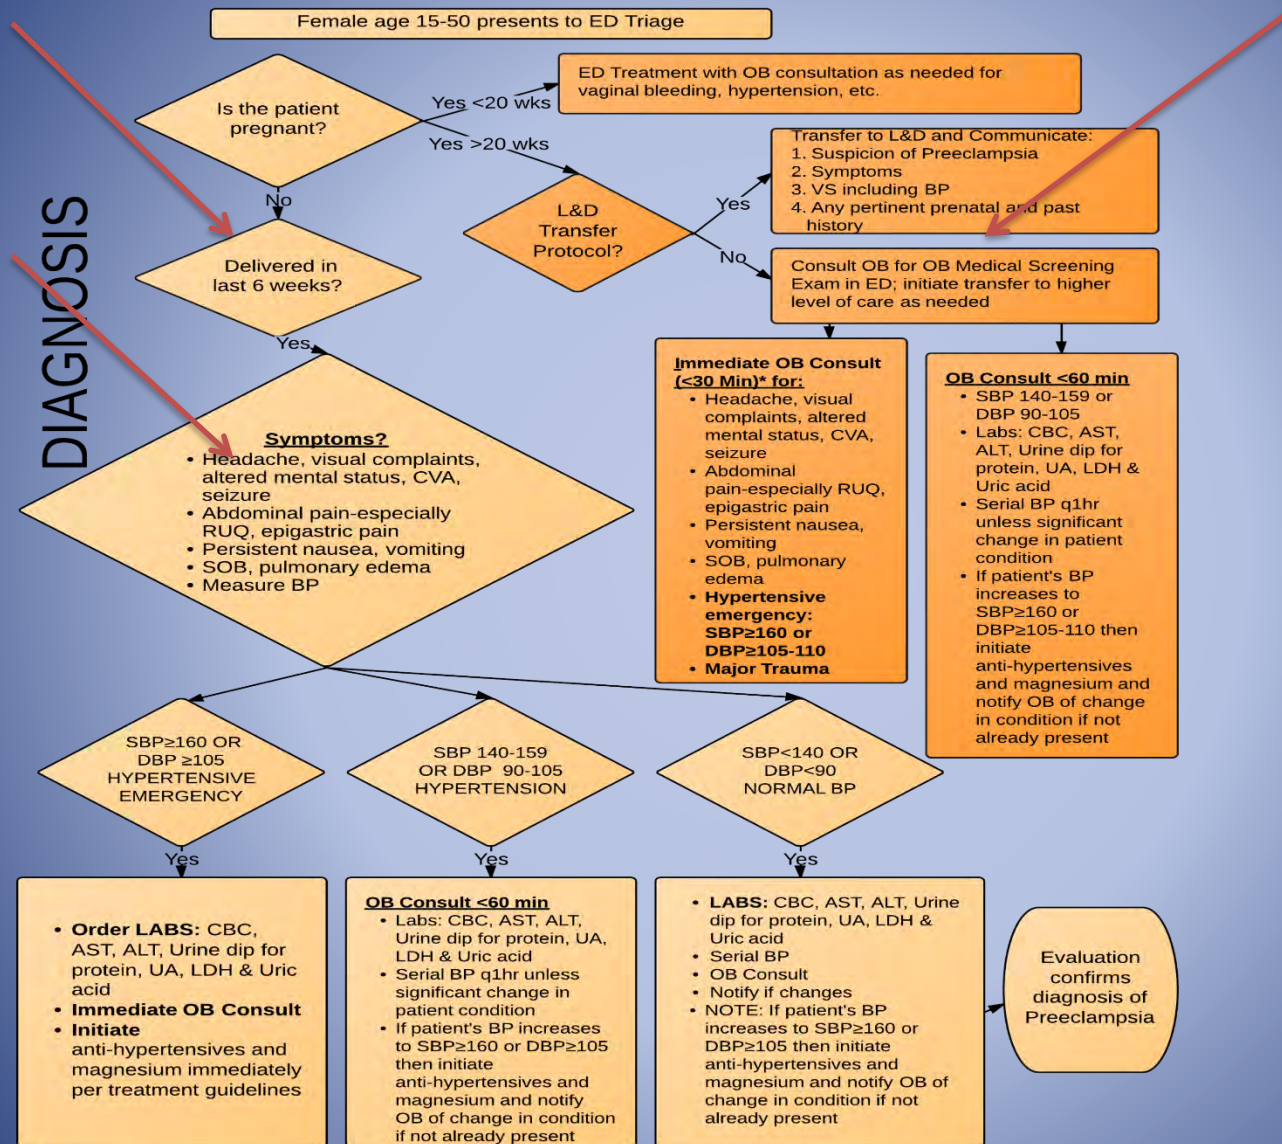 Female age 15-50 presents to ED Triage
Is the patient
pregnant?
Yes <20 wks
ED Treatment with OB consultation as needed for
vaginal bleeding, hypertension, etc.
Yes >20 wks
L&D
Transfer
Protocol?
Yes
Transfer to L&D and Communicate:
1. Suspicion of Preeclampsia
2. Symptoms
3. VS including BP
4. Any pertinent prenatal and past
history
No
Consult OB for OB Medical Screening
Exam in ED; initiate transfer to higher
level of care as needed
No
Delivered in
last 6 weeks?
Yes
DIAGNOSIS
Symptoms?
• Headache, visual complaints,
altered mental status, CVA,
seizure
• Abdominal pain-especially
RUQ, epigastric pain
• Persistent nausea, vomiting
• SOB, pulmonary edema
• Measure BP
Immediate OB Consult
(<30 Min)* for:
• Headache, visual
complaints, altered
mental status, CVA,
seizure
• Abdominal
pain-especially RUQ,
epigastric pain
• Persistent nausea,
vomiting
• SOB, pulmonary
edema
• Hypertensive
emergency:
SBP≥160 or
DBP≥105-110
• Major Trauma
OB Consult <60 min
• SBP 140-159 or
DBP 90-105
• Labs: CBC, AST,
ALT, Urine dip for
protein, UA, LDH &
Uric acid
• Serial BP q1hr
unless significant
change in patient
condition
• If patient's BP
increases to
SBP≥160 or
DBP≥105-110 then
initiate
anti-hypertensives
and magnesium and
notify OB of change
in condition if not
already present
SBP≥160 OR
DBP ≥105
HYPERTENSIVE
EMERGENCY
SBP 140-159
OR DBP 90-105
HYPERTENSION
SBP<140 OR
DBP<90
NORMAL BP
Yes
Yes
Yes
• Order LABS: CBC,
AST, ALT, Urine dip for
protein, UA, LDH & Uric
acid
• Immediate OB Consult
• Initiate
anti-hypertensives and
magnesium immediately
per treatment guidelines
OB Consult <60 min
• Labs: CBC, AST, ALT,
Urine dip for protein, UA,
LDH & Uric acid
• Serial BP q1hr unless
significant change in
patient condition
• If patient's BP increases
to SBP≥160 or DBP≥105
then initiate
anti-hypertensives and
magnesium and notify
OB of change in condition
if not already present
• LABS: CBC, AST, ALT, Urine
dip for protein, UA, LDH &
Uric acid
• Serial BP
• OB Consult
• Notify if changes
• NOTE: If patient's BP
increases to SBP≥160 or
DBP≥105 then initiate
anti-hypertensives and
magnesium and notify OB of
change in condition if not
already present
Evaluation
confirms
diagnosis of
Preeclampsia